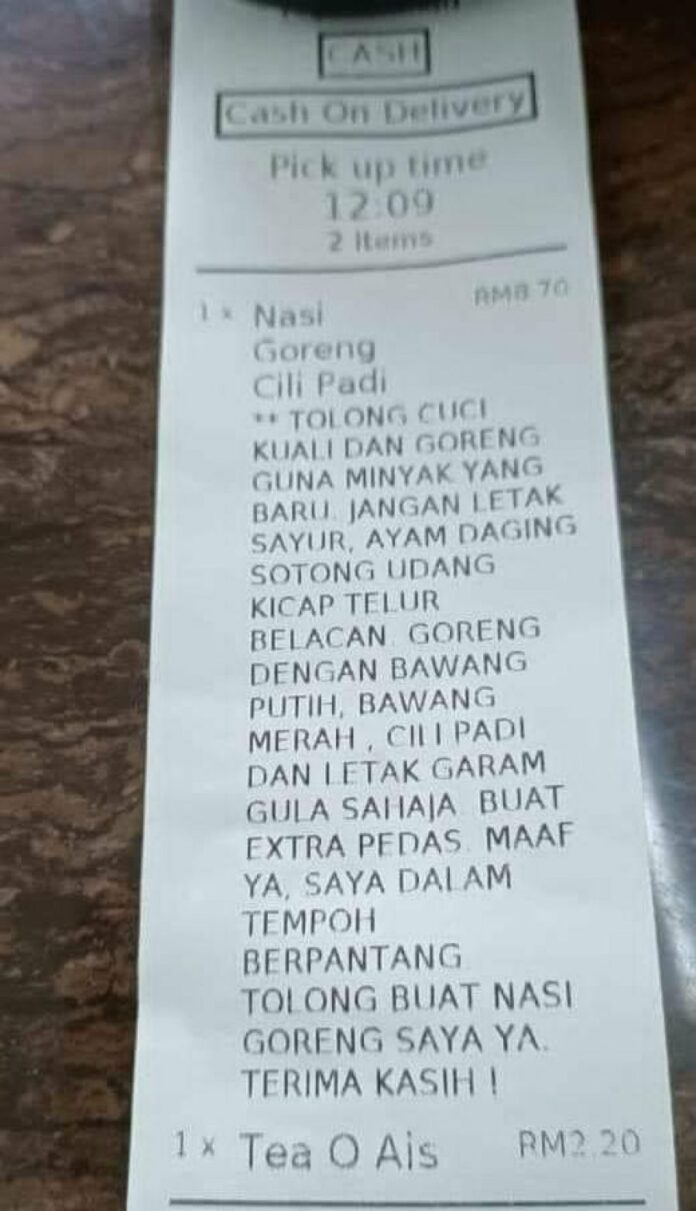 CASH
Cash On Delivery
Pick up time
12:09
2 Items
1 x Nasi RM8.70
Goreng
Cili Padi
** TOLONG CUCI
KUALI DAN GORENG
GUNA MINYAK YANG
BARU. JANGAN LETAK
SAYUR, AYAM DAGING
SOTONG UDANG
KICAP TELUR
BELACAN. GORENG
DENGAN BAWANG
PUTIH, BAWANG
MERAH , CILI PADI
DAN LETAK GARAM
GULA SAHAJA. BUAT
EXTRA PEDAS. MAAF
YA, SAYA DALAM
TEMPOH
BERPANTANG.
TOLONG BUAT NASI
GORENG SAYA YA.
TERIMA KASIH !
1 x Tea O Ais RM2.20